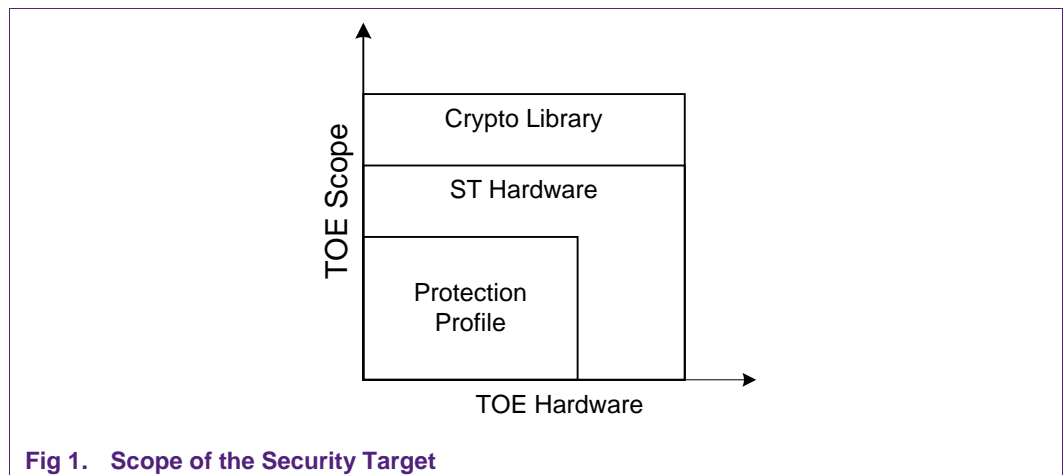 Crypto Library
ST Hardware
Protection
Profile
TOE Scope
TOE Hardware
Fig 1. Scope of the Security Target